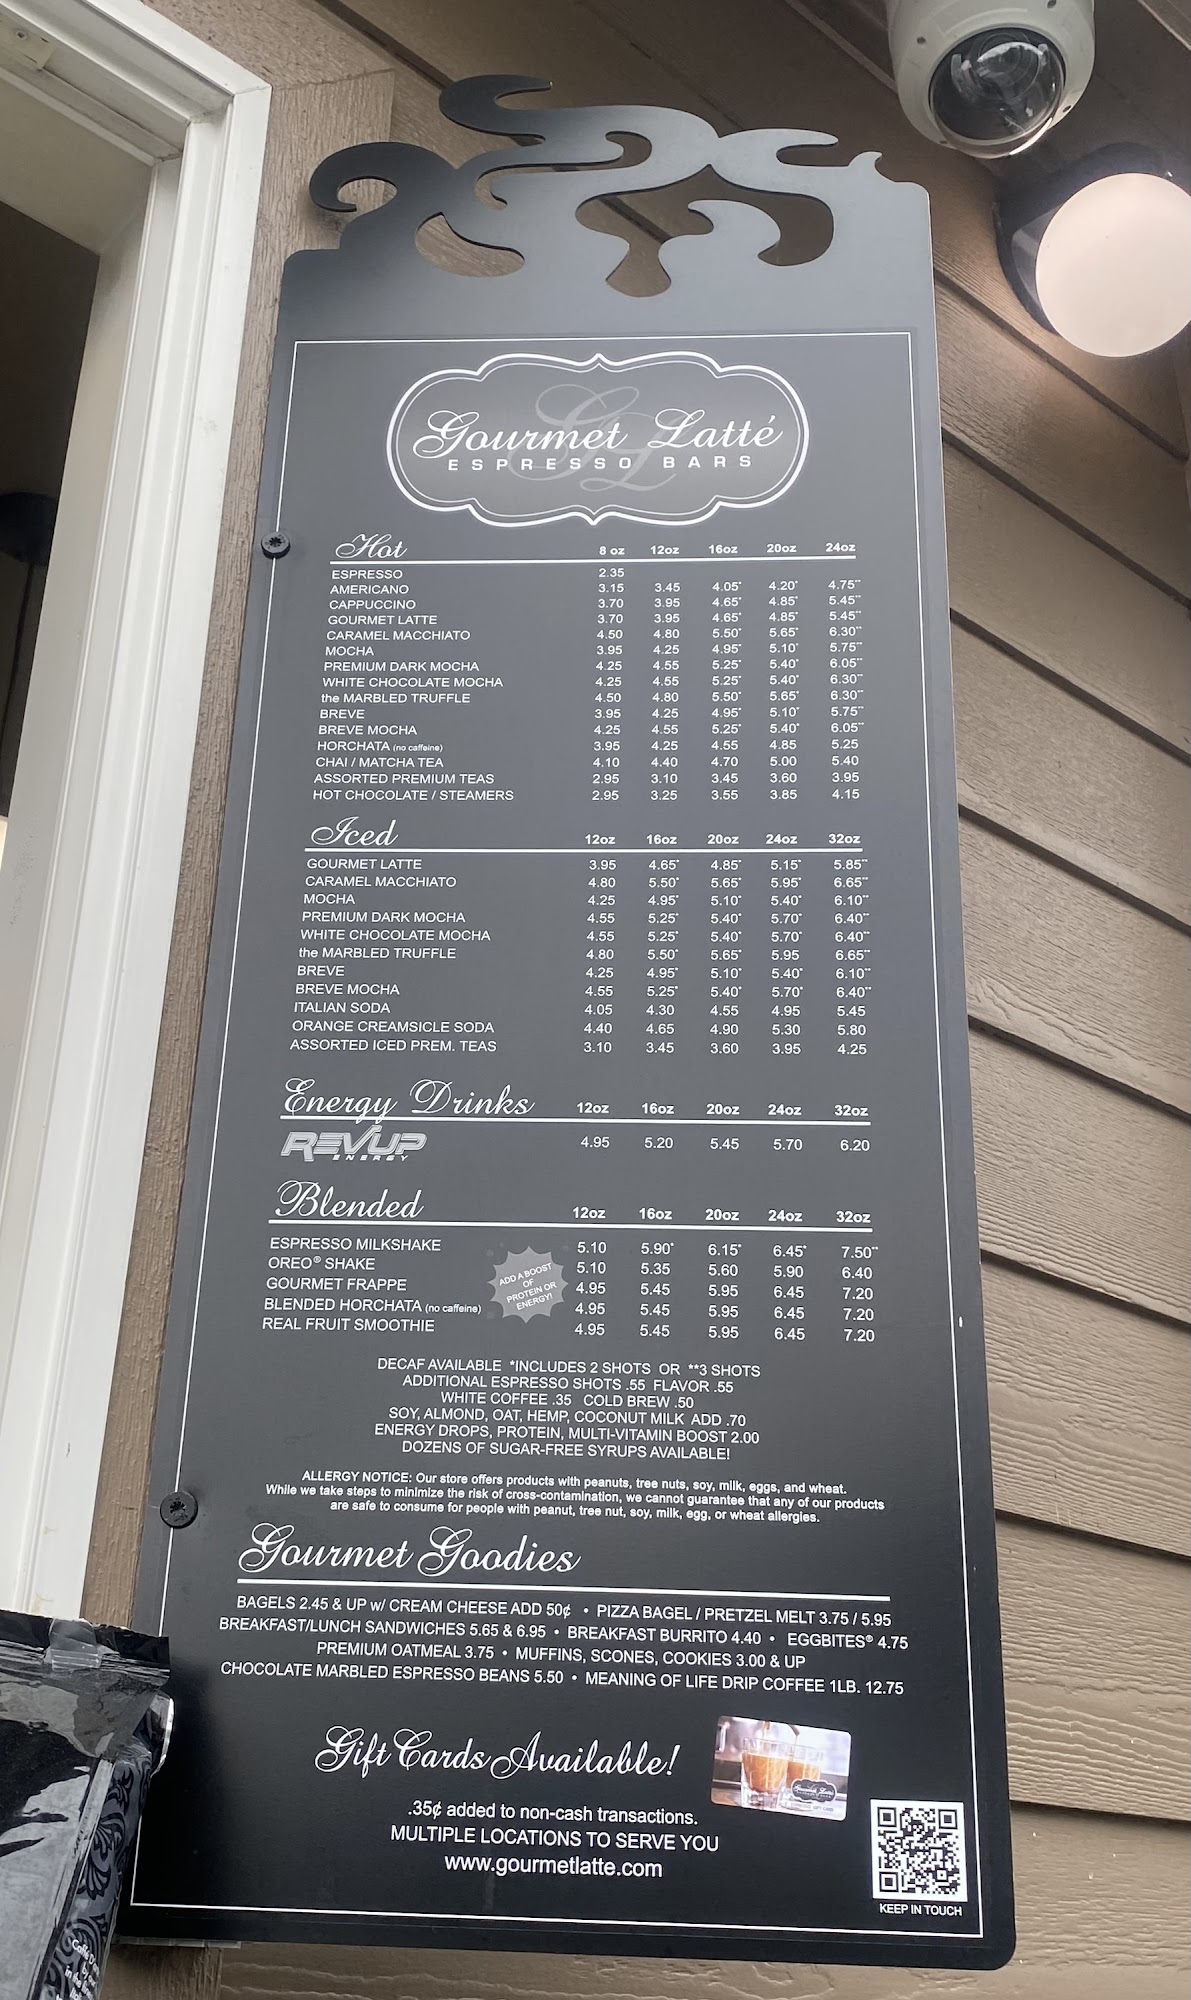 Gourmet Latté
ESPRESSO BARS
Hot 8 oz 12oz 16oz 20oz 24oz
ESPRESSO 2.35
AMERICANO 3.15 3.45 4.05* 4.20* 4.75**
CAPPUCCINO 3.70 3.95 4.65* 4.85* 5.45**
GOURMET LATTE 3.70 3.95 4.65* 4.85* 5.45**
CARAMEL MACCHIATO 4.50 4.80 5.50* 5.65* 6.30**
MOCHA 3.95 4.25 4.95* 5.10* 5.75**
PREMIUM DARK MOCHA 4.25 4.55 5.25* 5.40* 6.05**
WHITE CHOCOLATE MOCHA 4.25 4.55 5.25* 5.40* 6.30**
the MARBLED TRUFFLE 4.50 4.80 5.50* 5.65* 6.30**
BREVE 3.95 4.25 4.95* 5.10* 5.75**
BREVE MOCHA 4.25 4.55 5.25* 5.40* 6.05**
HORCHATA (no caffeine) 3.95 4.25 4.55 4.85 5.25
CHAI / MATCHA TEA 4.10 4.40 4.70 5.00 5.40
ASSORTED PREMIUM TEAS 2.95 3.10 3.45 3.60 3.95
HOT CHOCOLATE / STEAMERS 2.95 3.25 3.55 3.85 4.15
Iced 12oz 16oz 20oz 24oz 32oz
GOURMET LATTE 3.95 4.65* 4.85* 5.15* 5.85**
CARAMEL MACCHIATO 4.80 5.50* 5.65* 5.95* 6.65**
MOCHA 4.25 4.95* 5.10* 5.40* 6.10**
PREMIUM DARK MOCHA 4.55 5.25* 5.40* 5.70* 6.40**
WHITE CHOCOLATE MOCHA 4.55 5.25* 5.40* 5.70* 6.40**
the MARBLED TRUFFLE 4.80 5.50* 5.65* 5.95 6.65**
BREVE 4.25 4.95* 5.10* 5.40* 6.10**
BREVE MOCHA 4.55 5.25* 5.40* 5.70* 6.40**
ITALIAN SODA 4.05 4.30 4.55 4.95 5.45
ORANGE CREAMSICLE SODA 4.40 4.65 4.90 5.30 5.80
ASSORTED ICED PREM. TEAS 3.10 3.45 3.60 3.95 4.25
Energy Drinks 12oz 16oz 20oz 24oz 32oz
REVUP 4.95 5.20 5.45 5.70 6.20
ENERGY
Blended 12oz 16oz 20oz 24oz 32oz
ESPRESSO MILKSHAKE 5.10 5.90* 6.15* 6.45* 7.50**
OREO® SHAKE 5.10 5.35 5.60 5.90 6.40
GOURMET FRAPPE 4.95 5.45 5.95 6.45 7.20
BLENDED HORCHATA (no caffeine) 4.95 5.45 5.95 6.45 7.20
REAL FRUIT SMOOTHIE 4.95 5.45 5.95 6.45 7.20
ADD A BOOST
OF
PROTEIN OR
ENERGY!
DECAF AVAILABLE *INCLUDES 2 SHOTS OR **3 SHOTS
ADDITIONAL ESPRESSO SHOTS .55 FLAVOR .55
WHITE COFFEE .35 COLD BREW .50
SOY, ALMOND, OAT, HEMP, COCONUT MILK ADD .70
ENERGY DROPS, PROTEIN, MULTI-VITAMIN BOOST 2.00
DOZENS OF SUGAR-FREE SYRUPS AVAILABLE!
ALLERGY NOTICE: Our store offers products with peanuts, tree nuts, soy, milk, eggs, and wheat.
While we take steps to minimize the risk of cross-contamination, we cannot guarantee that any of our products
are safe to consume for people with peanut, tree nut, soy, milk, egg, or wheat allergies.
Gourmet Goodies
BAGELS 2.45 & UP w/ CREAM CHEESE ADD 50¢ • PIZZA BAGEL / PRETZEL MELT 3.75 / 5.95
BREAKFAST/LUNCH SANDWICHES 5.65 & 6.95 • BREAKFAST BURRITO 4.40 • EGGBITES® 4.75
PREMIUM OATMEAL 3.75 • MUFFINS, SCONES, COOKIES 3.00 & UP
CHOCOLATE MARBLED ESPRESSO BEANS 5.50 • MEANING OF LIFE DRIP COFFEE 1LB. 12.75
Gift Cards Available!
Gourmet Latté
.35¢ added to non-cash transactions.
MULTIPLE LOCATIONS TO SERVE YOU
www.gourmetlatte.com
KEEP IN TOUCH